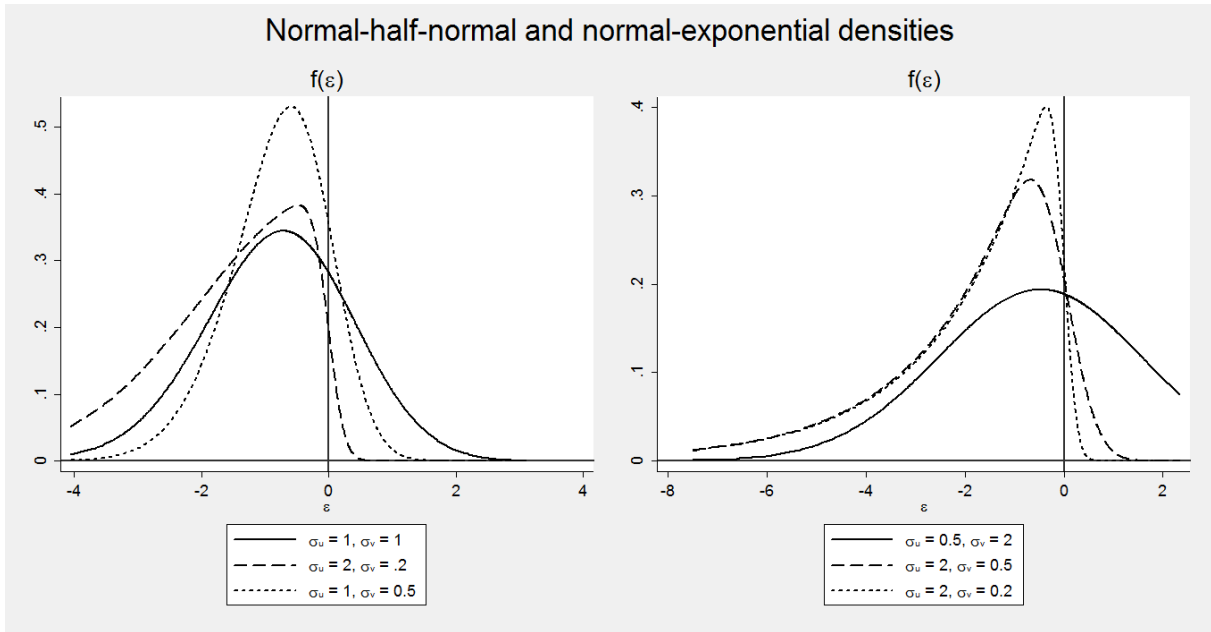 Normal-half-normal and normal-exponential densities
f(ε)
.5
.4
.3
.2
.1
0
-4 -2 0 2 4
ε
σu = 1, σv = 1
σu = 2, σv = .2
σu = 1, σv = 0.5
f(ε)
.4
.3
.2
.1
0
-8 -6 -4 -2 0 2
ε
σu = 0.5, σv = 2
σu = 2, σv = 0.5
σu = 2, σv = 0.2